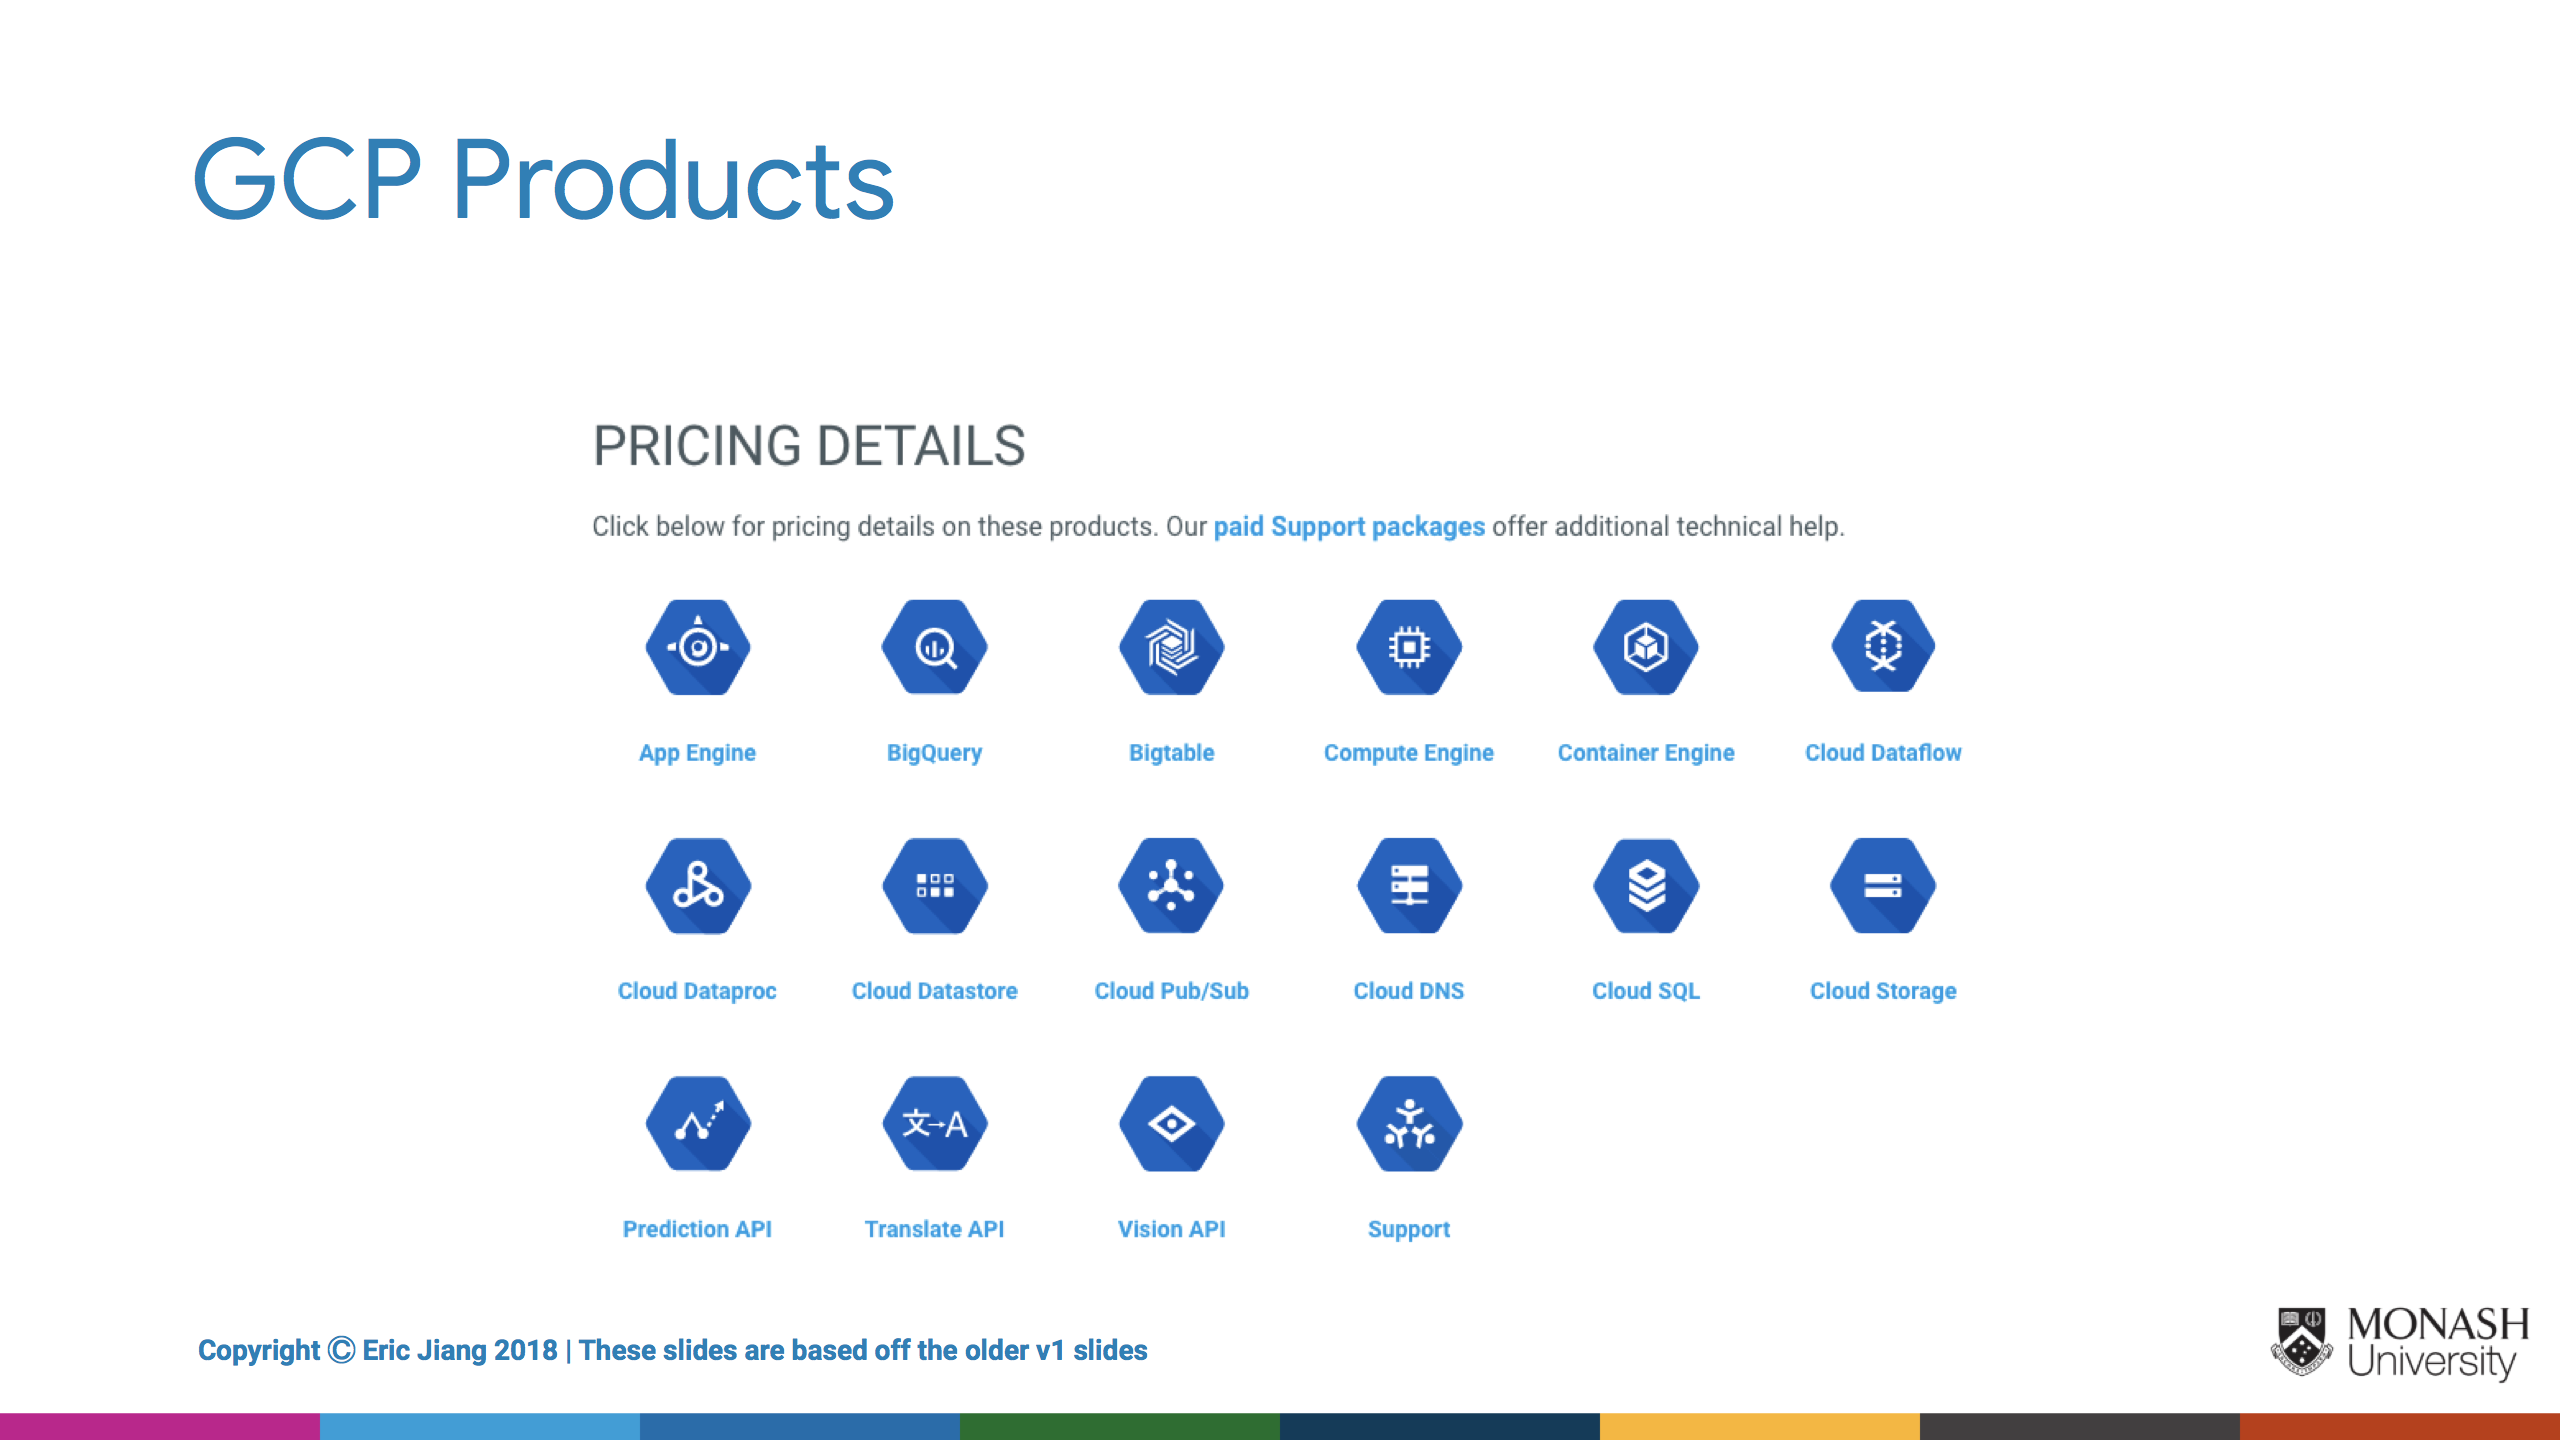 GCP Products
PRICING DETAILS
Click below for pricing details on these products. Our paid Support packages offer additional technical help.
App Engine BigQuery Bigtable Compute Engine Container Engine Cloud Dataflow
Cloud Dataproc Cloud Datastore Cloud Pub/Sub Cloud DNS Cloud SQL Cloud Storage
文→A
Prediction API Translate API Vision API Support
Copyright © Eric Jiang 2018 | These slides are based off the older v1 slides
MONASH
University